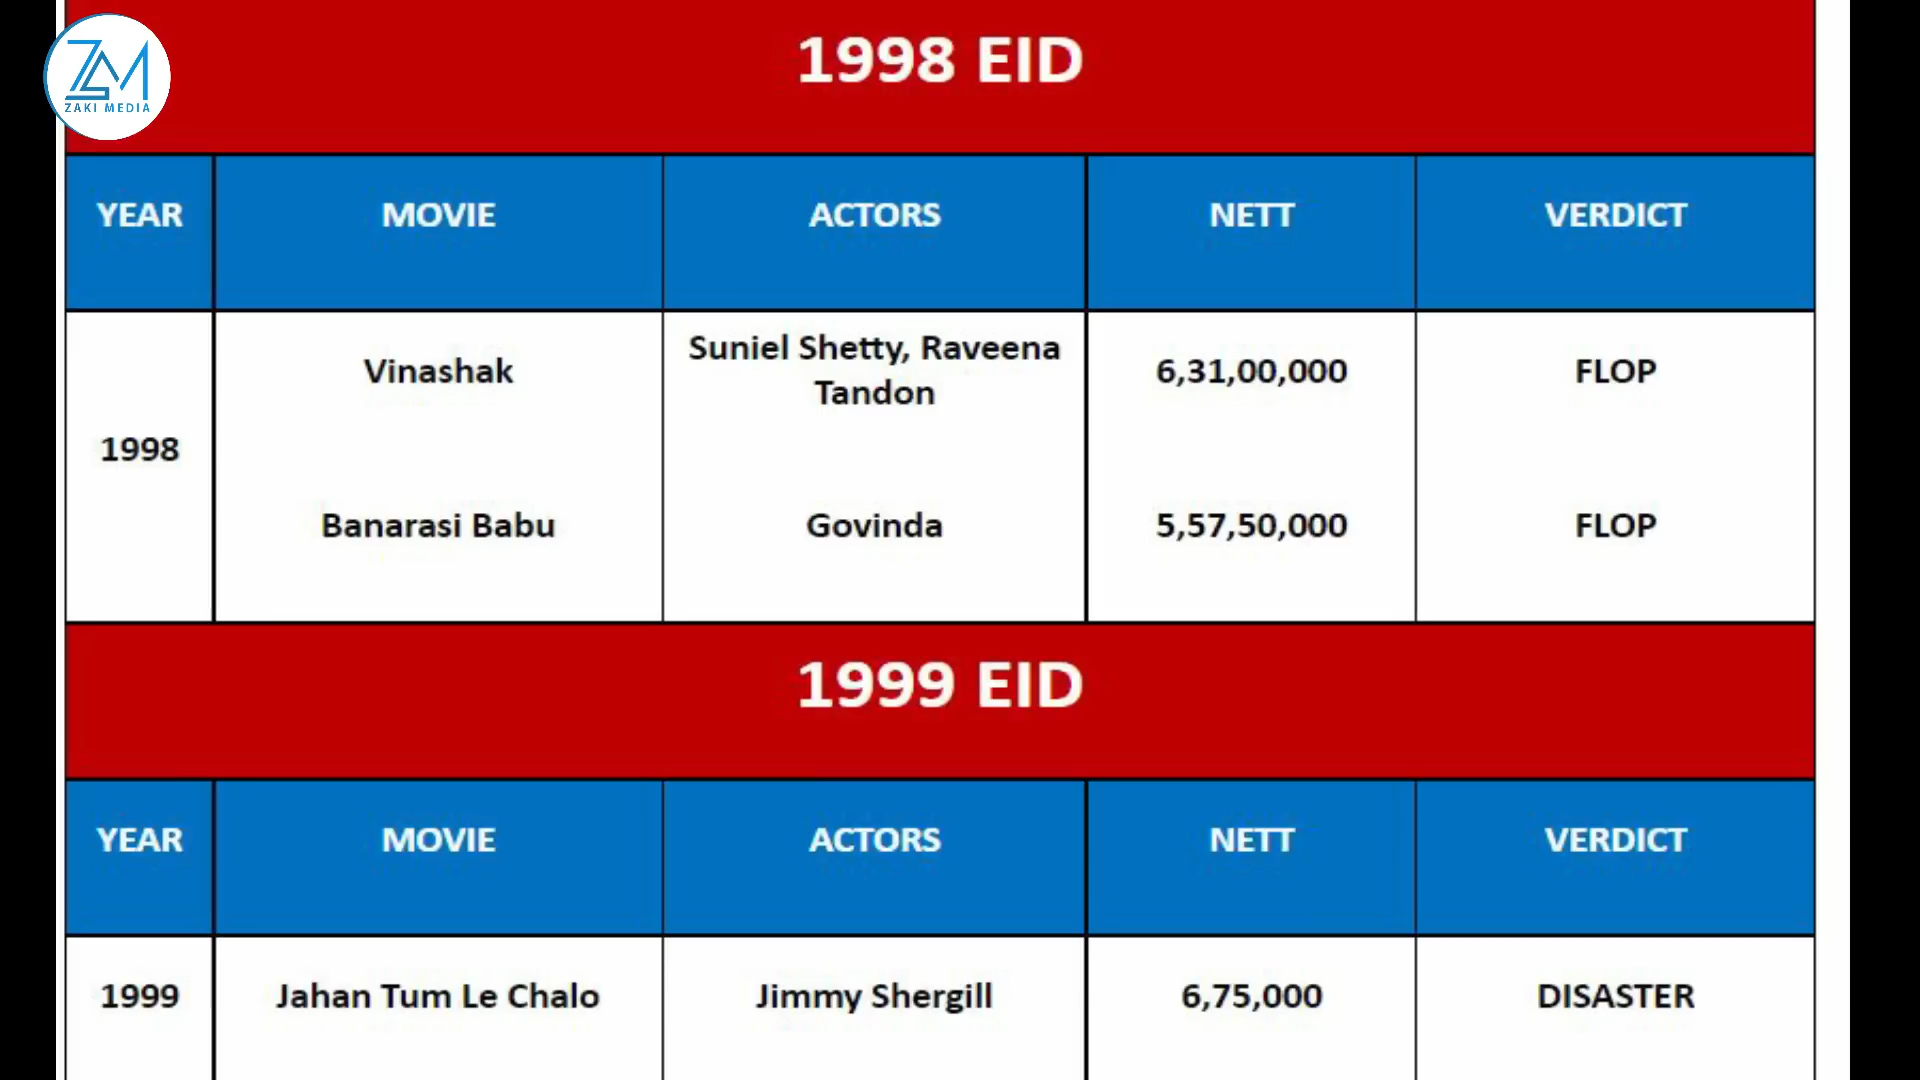 ZAKI MEDIA
1998 EID
YEAR MOVIE ACTORS NETT VERDICT
1998
Vinashak Suniel Shetty, Raveena Tandon 6,31,00,000 FLOP
Banarasi Babu Govinda 5,57,50,000 FLOP
1999 EID
YEAR MOVIE ACTORS NETT VERDICT
1999 Jahan Tum Le Chalo Jimmy Shergill 6,75,000 DISASTER